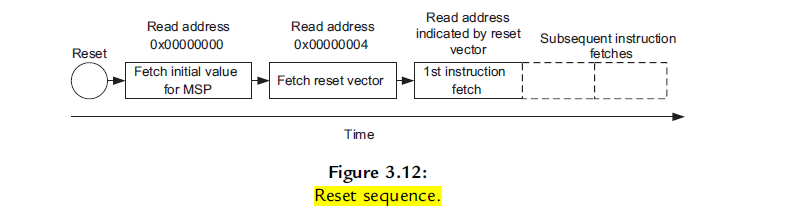 Reset
Read address
0x00000000
Fetch initial value
for MSP
Read address
0x00000004
Fetch reset vector
Read address
indicated by reset
vector
1st instruction
fetch
Subsequent instruction
fetches
Time
Figure 3.12:
Reset sequence.